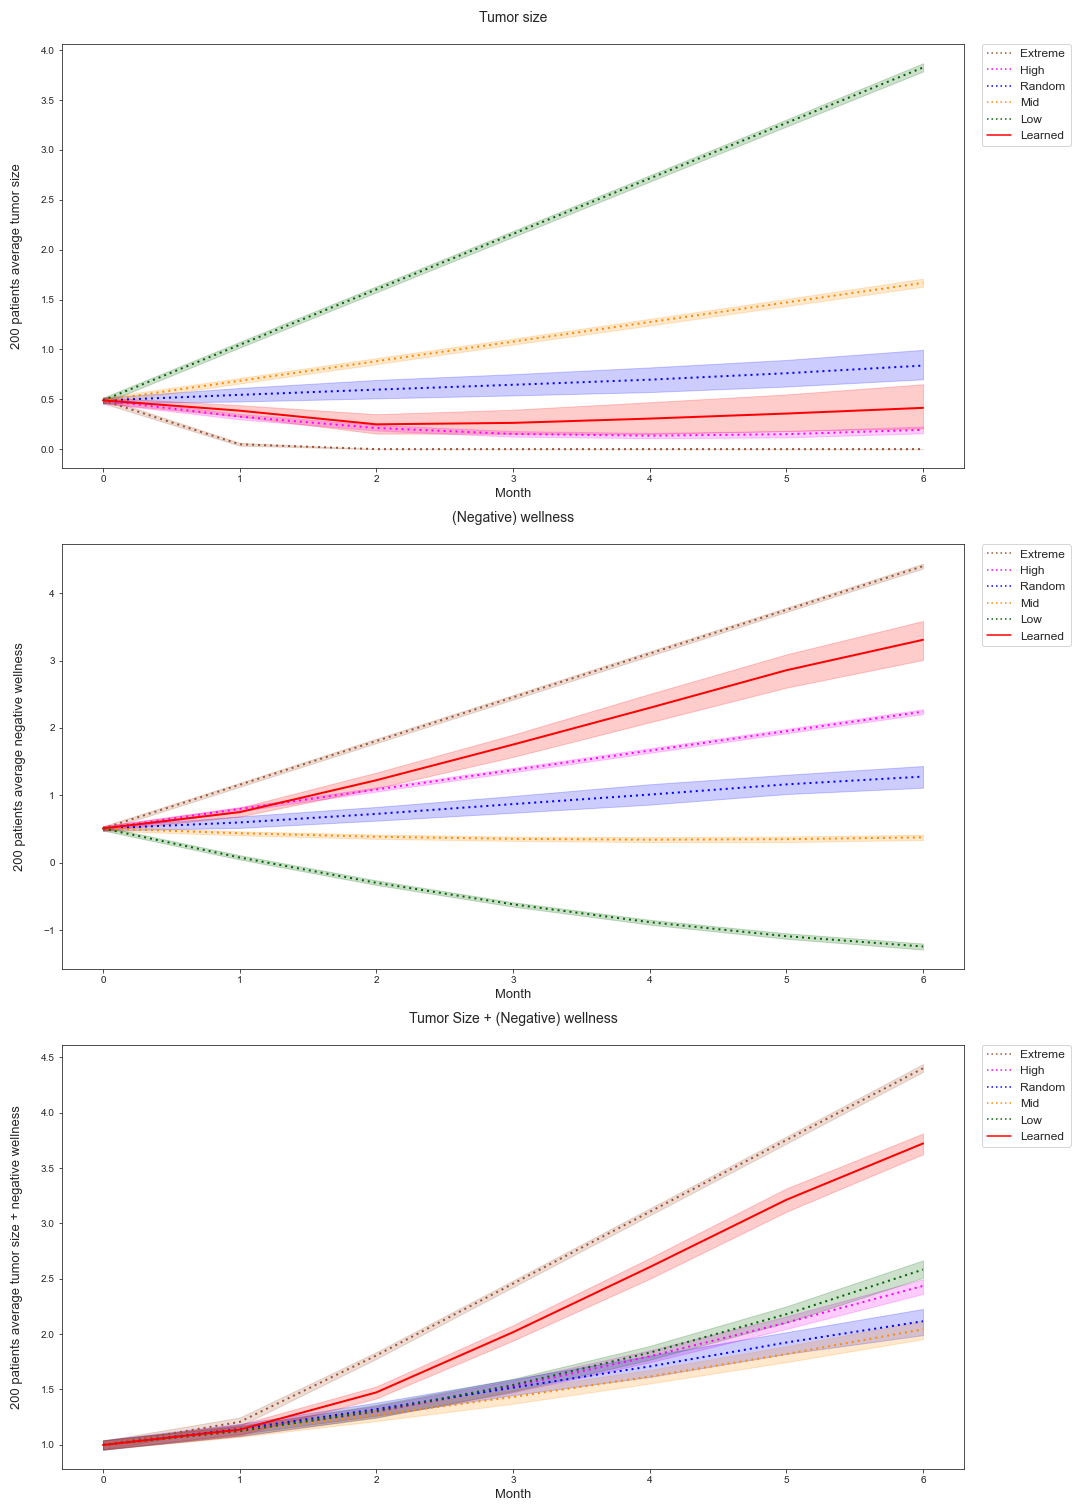 Tumor size
200 patients average tumor size
4.0
3.5
3.0
2.5
2.0
1.5
1.0
0.5
0.0
0 1 2 3 4 5 6
Month
Extreme
High
Random
Mid
Low
Learned
(Negative) wellness
200 patients average negative wellness
4
3
2
1
0
−1
0 1 2 3 4 5 6
Month
Extreme
High
Random
Mid
Low
Learned
Tumor Size + (Negative) wellness
200 patients average tumor size + negative wellness
4.5
4.0
3.5
3.0
2.5
2.0
1.5
1.0
0 1 2 3 4 5 6
Month
Extreme
High
Random
Mid
Low
Learned